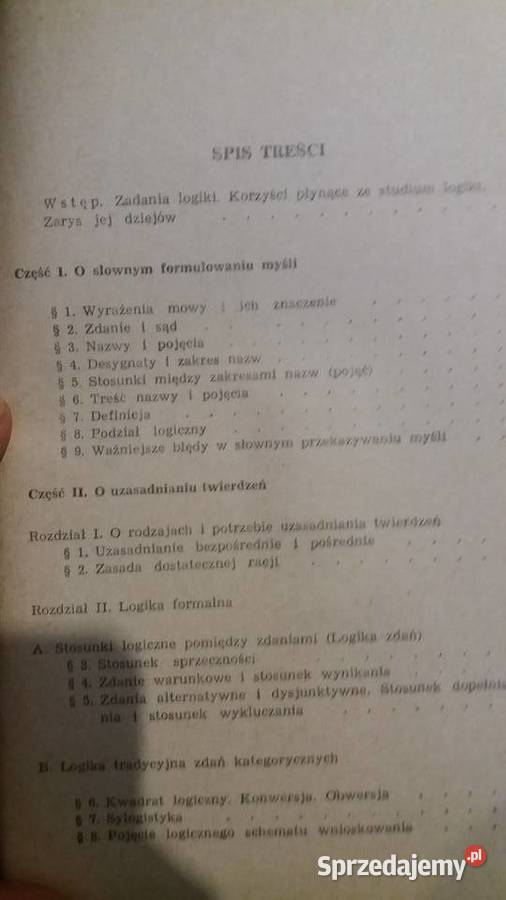 SPIS TREŚCI
Wstęp. Zadania logiki. Korzyści płynące ze studium logiki.
Zarys jej dziejów . . . . . . . . . .
Część I. O słownym formułowaniu myśli
§ 1. Wyrażenia mowy i ich znaczenie . . . .
§ 2. Zdanie i sąd . . . . . . . . .
§ 3. Nazwy i pojęcia . . . . . . . .
§ 4. Desygnaty i zakres nazw . . . . . .
§ 5. Stosunki między zakresami nazw (pojęć) . . .
§ 6. Treść nazwy i pojęcia . . . . . . .
§ 7. Definicja . . . . . . . . . .
§ 8. Podział logiczny . . . . . . . .
§ 9. Ważniejsze błędy w słownym przekazywaniu myśli . .
Część II. O uzasadnianiu twierdzeń
Rozdział I. O rodzajach i potrzebie uzasadniania twierdzeń
§ 1. Uzasadnianie bezpośrednie i pośrednie . . . .
§ 2. Zasada dostatecznej racji . . . . . .
Rozdział II. Logika formalna
A. Stosunki logiczne pomiędzy zdaniami (Logika zdań)
§ 3. Stosunek sprzeczności . . . . . . .
§ 4. Zdanie warunkowe i stosunek wynikania . . .
§ 5. Zdania alternatywne i dysjunktywne. Stosunek dopełnia-
nia i stosunek wykluczania . . . . . .
B. Logika tradycyjna zdań kategorycznych
§ 6. Kwadrat logiczny. Konwersja. Obwersja . . . .
§ 7. Sylogistyka . . . . . . . . .
§ 8. Pojęcie logicznego schematu wnioskowania . . .
Sprzedajemy.pl